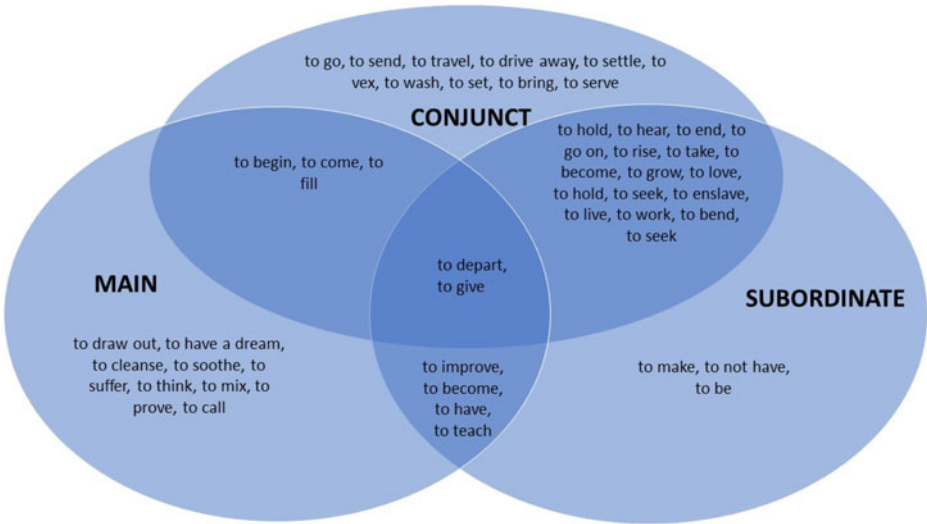 to go, to send, to travel, to drive away, to settle, to
vex, to wash, to set, to bring, to serve
CONJUNCT
to begin, to come, to
fill
to hold, to hear, to end, to
go on, to rise, to take, to
become, to grow, to love,
to hold, to seek, to enslave,
to live, to work, to bend,
to seek
to depart,
to give
MAIN
SUBORDINATE
to draw out, to have a dream,
to cleanse, to soothe, to
suffer, to think, to mix, to
prove, to call
to improve,
to become,
to have,
to teach
to make, to not have,
to be